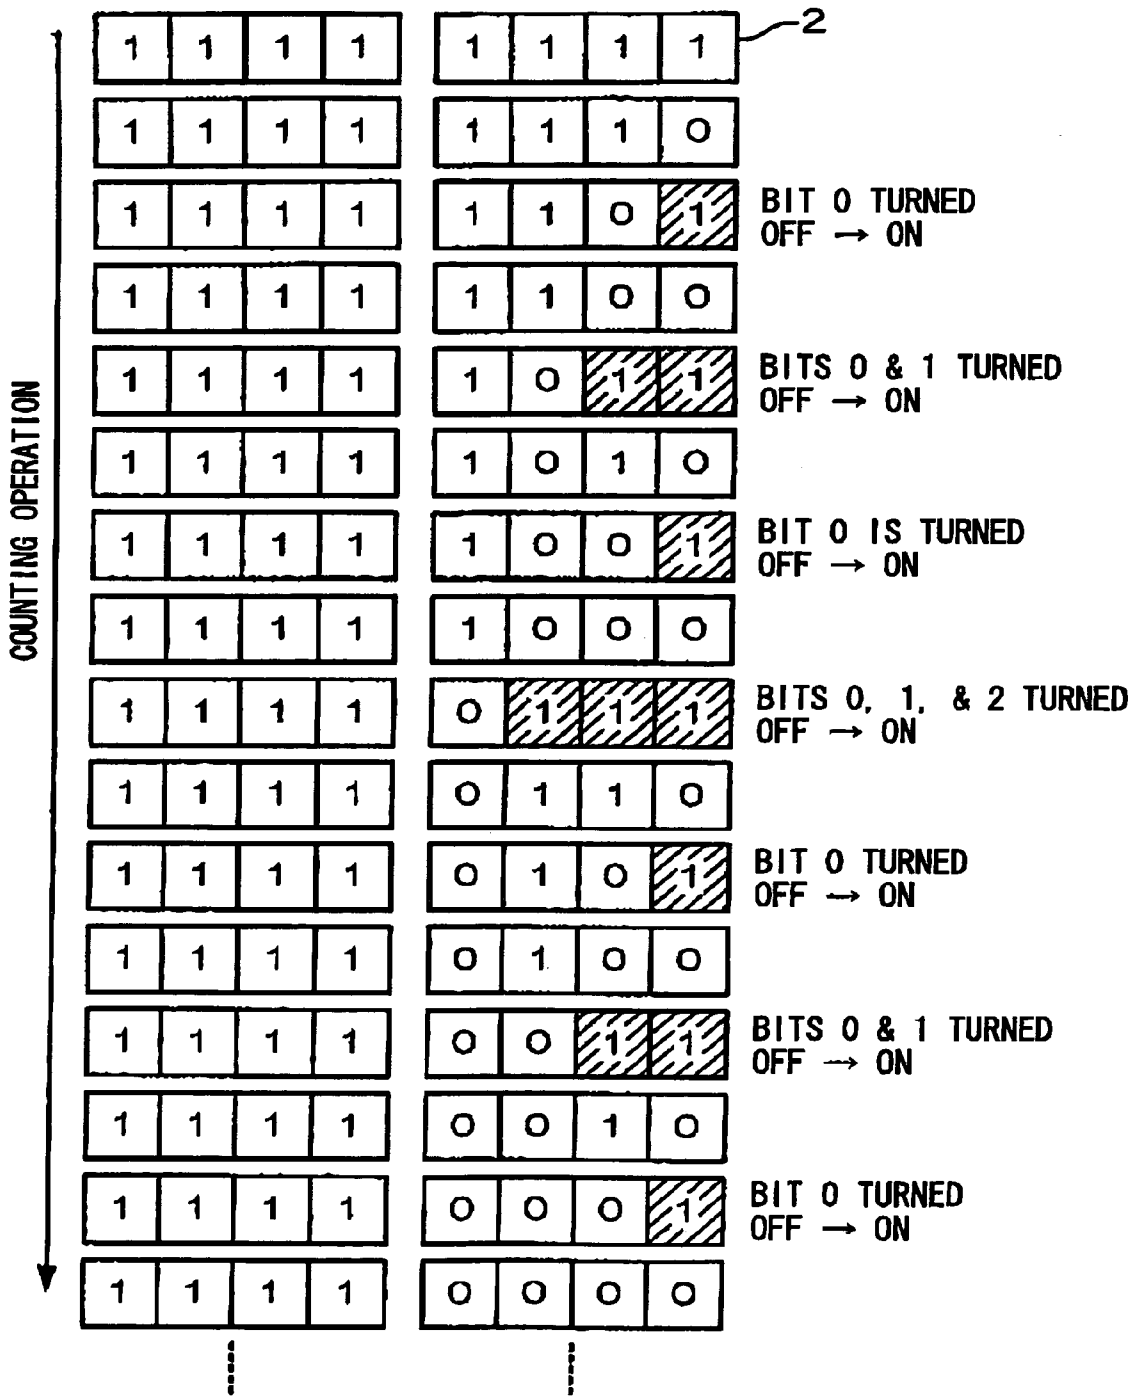 1 1 1 1 1 1 1 1 2
1 1 1 1 1 1 1 0
1 1 1 1 1 1 0 1 BIT 0 TURNED
OFF → ON
1 1 1 1 1 1 0 0
1 1 1 1 1 0 1 1 BITS 0 & 1 TURNED
OFF → ON
1 1 1 1 1 0 1 0
1 1 1 1 1 0 0 1 BIT 0 IS TURNED
OFF → ON
1 1 1 1 1 0 0 0
1 1 1 1 0 1 1 1 BITS 0, 1, & 2 TURNED
OFF → ON
1 1 1 1 0 1 1 0
1 1 1 1 0 1 0 1 BIT 0 TURNED
OFF → ON
1 1 1 1 0 1 0 0
1 1 1 1 0 0 1 1 BITS 0 & 1 TURNED
OFF → ON
1 1 1 1 0 0 1 0
1 1 1 1 0 0 0 1 BIT 0 TURNED
OFF → ON
1 1 1 1 0 0 0 0
COUNTING OPERATION